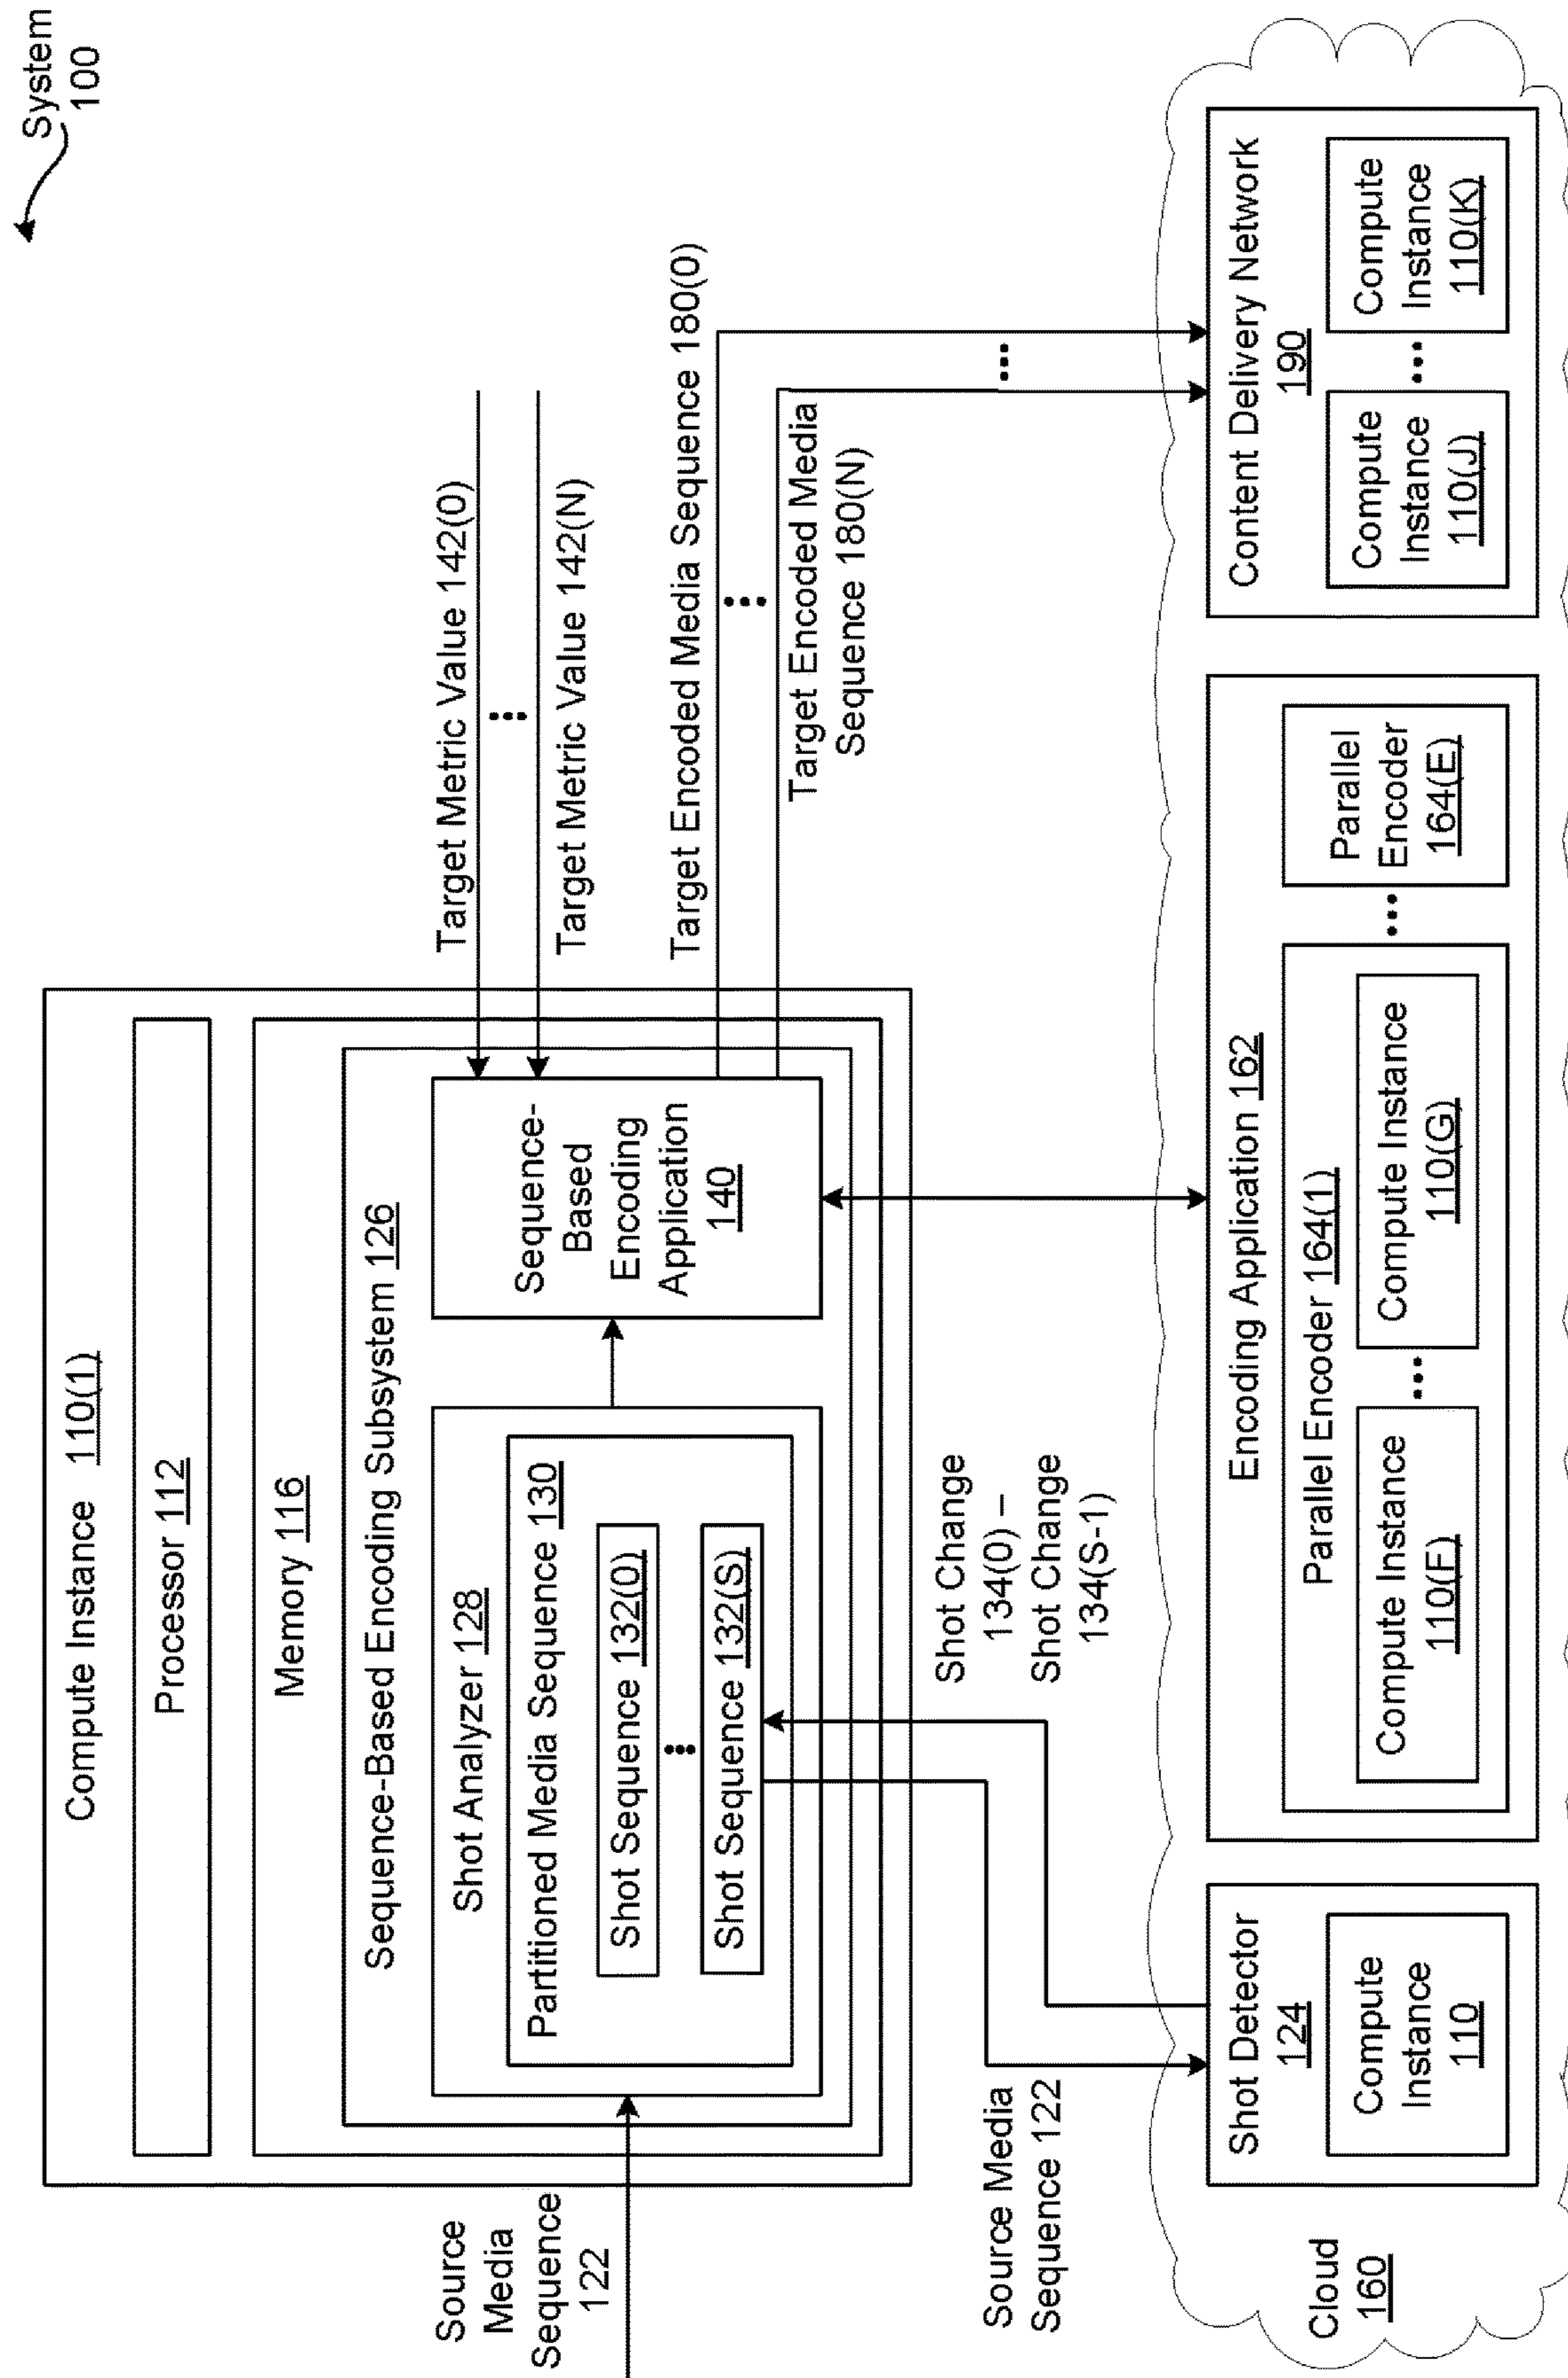 System
100
Compute Instance 110(1)
Processor 112
Memory 116
Sequence-Based Encoding Subsystem 126
Shot Analyzer 128
Partitioned Media Sequence 130
Shot Sequence 132(0)
Shot Sequence 132(S)
Sequence-
Based
Encoding
Application
140
Source
Media
Sequence
122
Target Metric Value 142(0)
Target Metric Value 142(N)
Target Encoded Media Sequence 180(0)
Target Encoded Media
Sequence 180(N)
Source Media
Sequence 122
Shot Change
134(0) –
Shot Change
134(S-1)
Cloud
160
Shot Detector
124
Compute
Instance
110
Encoding Application 162
Parallel Encoder 164(1)
Compute Instance
110(F)
Compute Instance
110(G)
Parallel
Encoder
164(E)
Content Delivery Network
190
Compute
Instance
110(J)
Compute
Instance
110(K)